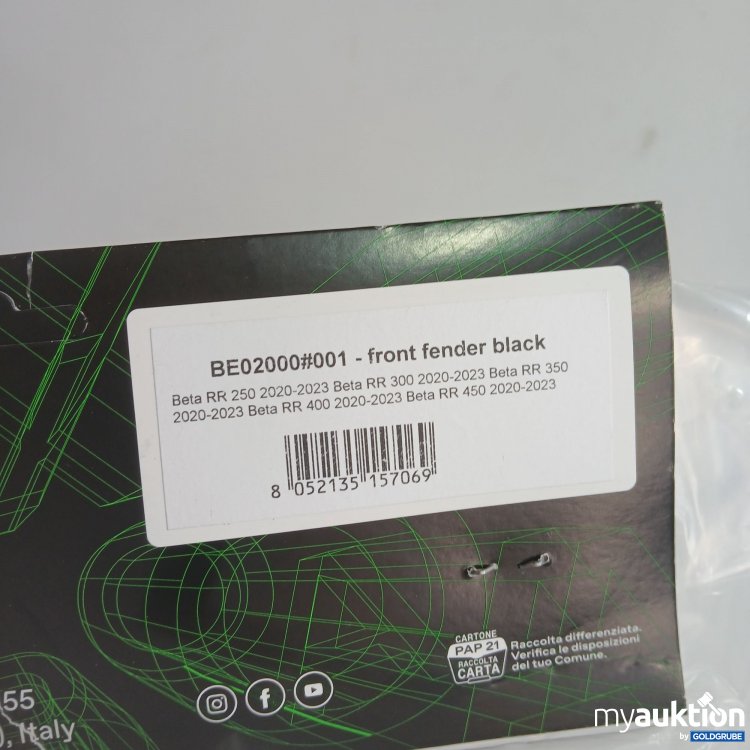 BE02000#001 - front fender black
Beta RR 250 2020-2023 Beta RR 300 2020-2023 Beta RR 350
2020-2023 Beta RR 400 2020-2023 Beta RR 450 2020-2023
8 052135 157069
CARTONE
PAP 21
RACCOLTA
CARTA
Raccolta differenziata.
Verifica le disposizioni
del tuo Comune.
55
, Italy
myauktion
by GOLDGRUBE